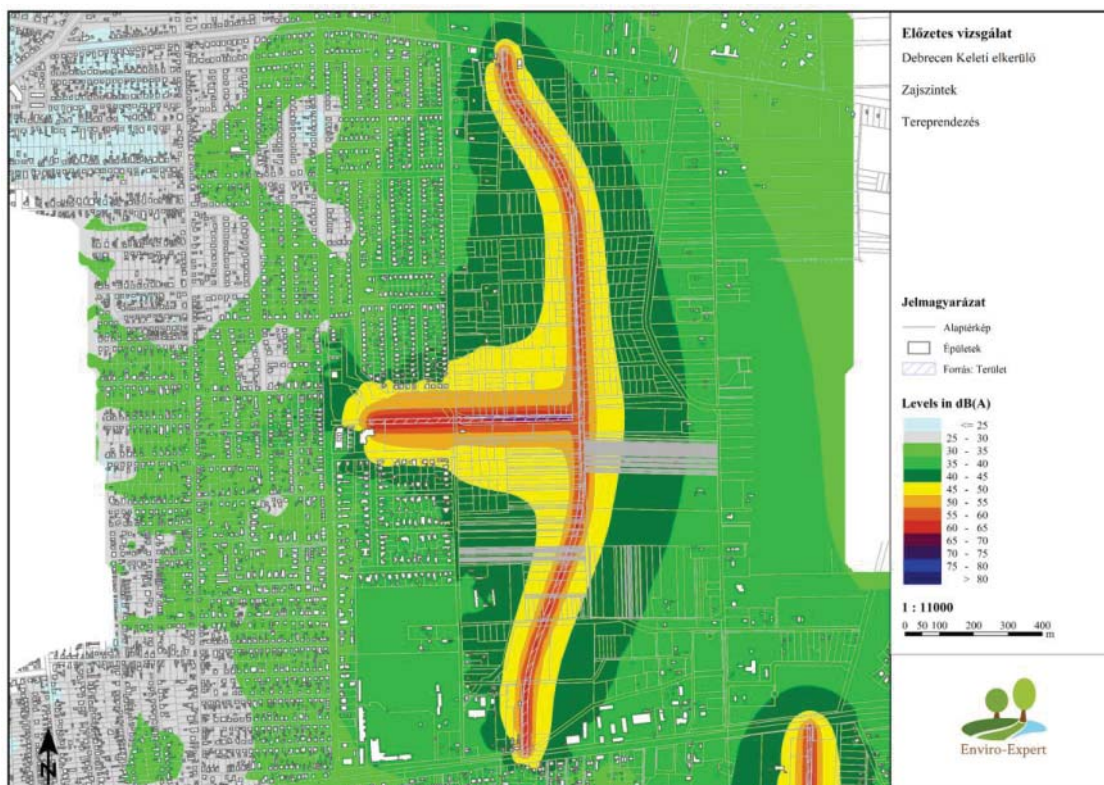 Előzetes vizsgálat
Debrecen Keleti elkerülő
Zajszintek
Tereprendezés
Jelmagyarázat
Alaptérkép
Épületek
Forrás: Terület
Levels in dB(A)
<= 25
25 - 30
30 - 35
35 - 40
40 - 45
45 - 50
50 - 55
55 - 60
60 - 65
65 - 70
70 - 75
75 - 80
> 80
1 : 11000
0 50 100 200 300 400
m
Enviro-Expert
N